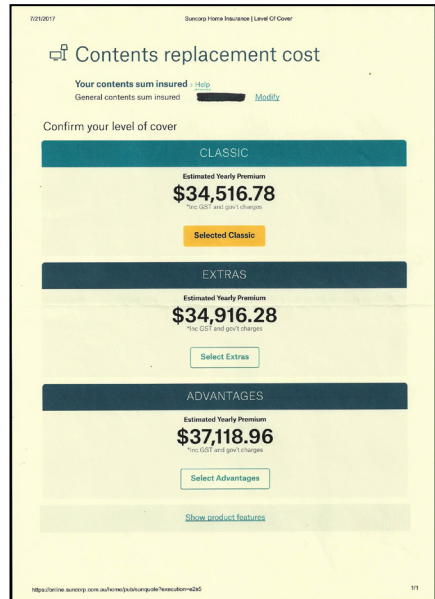 7/21/2017 Suncorp Home Insurance | Level Of Cover
Contents replacement cost
Your contents sum insured › Help
General contents sum insured Modify
Confirm your level of cover
CLASSIC
Estimated Yearly Premium
$34,516.78
*Inc GST and gov't charges
Selected Classic
EXTRAS
Estimated Yearly Premium
$34,916.28
*Inc GST and gov't charges
Select Extras
ADVANTAGES
Estimated Yearly Premium
$37,118.96
*Inc GST and gov't charges
Select Advantages
Show product features
https://online.suncorp.com.au/home/pub/sunquote?execution=e2s5 1/1